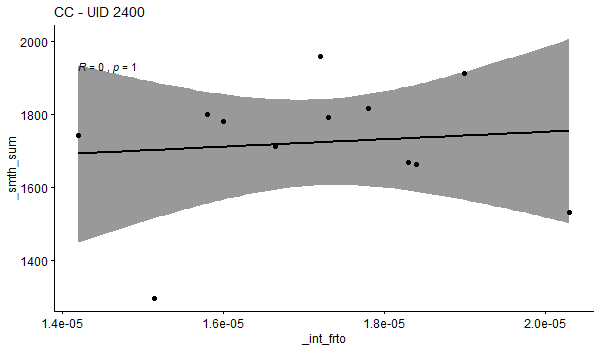 CC - UID 2400
R = 0 , p = 1
2000
1800
1600
1400
_smth_sum
1.4e-05 1.6e-05 1.8e-05 2.0e-05
_int_frto